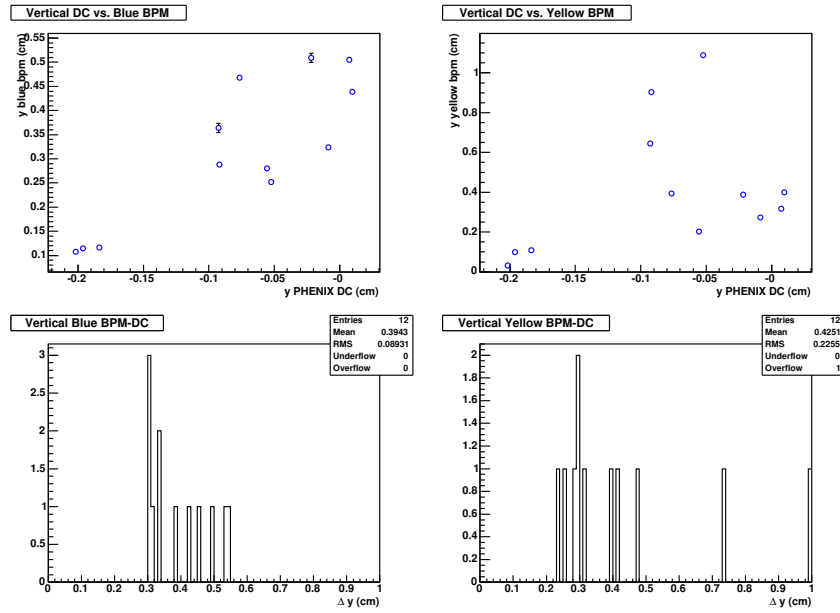 Vertical DC vs. Blue BPM
y blue bpm (cm)
0.55
0.5
0.45
0.4
0.35
0.3
0.25
0.2
0.15
0.1
-0.2 -0.15 -0.1 -0.05 -0
y PHENIX DC (cm)
Vertical DC vs. Yellow BPM
y yellow bpm (cm)
1
0.8
0.6
0.4
0.2
0
-0.2 -0.15 -0.1 -0.05 -0
y PHENIX DC (cm)
Vertical Blue BPM-DC
Entries 12
Mean 0.3943
RMS 0.08931
Underflow 0
Overflow 0
3
2.5
2
1.5
1
0.5
0
0 0.1 0.2 0.3 0.4 0.5 0.6 0.7 0.8 0.9 1
Δ y (cm)
Vertical Yellow BPM-DC
Entries 12
Mean 0.4251
RMS 0.2255
Underflow 0
Overflow 1
2
1.8
1.6
1.4
1.2
1
0.8
0.6
0.4
0.2
0
0 0.1 0.2 0.3 0.4 0.5 0.6 0.7 0.8 0.9 1
Δ y (cm)